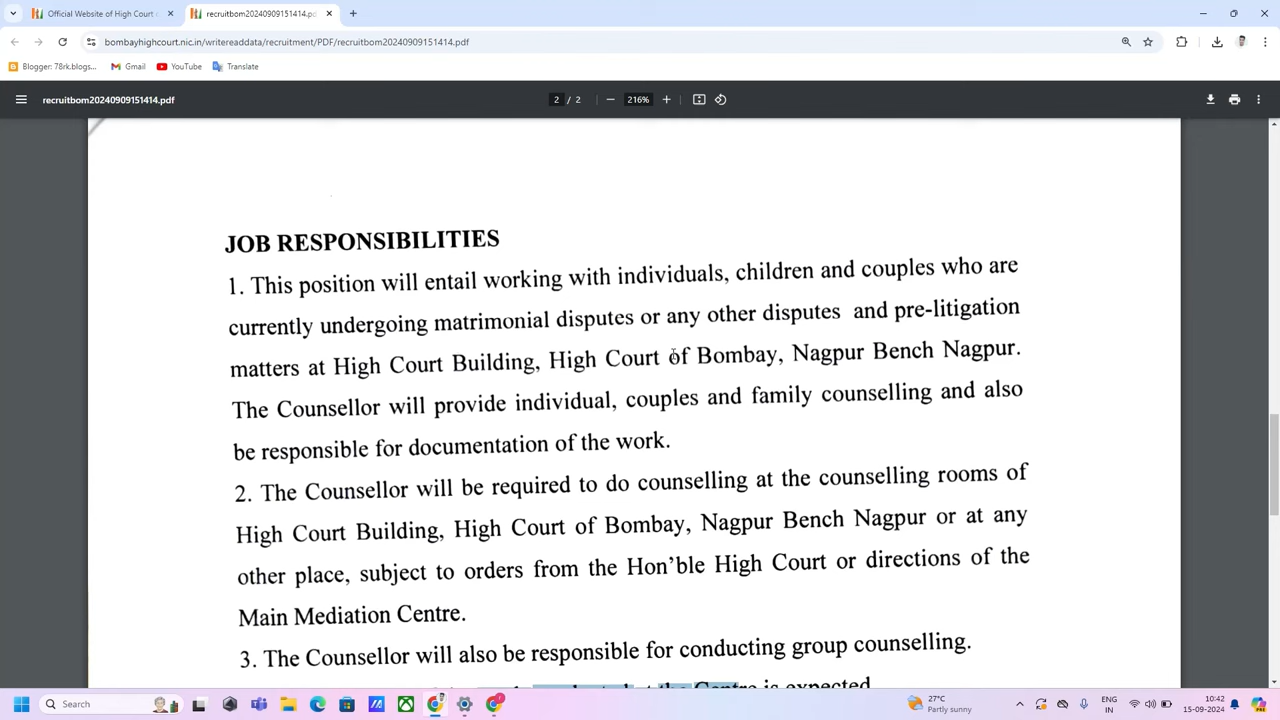 Official Website of High Court
recruitbom20240909151414.pd
bombayhighcourt.nic.in/writereaddata/recruitment/PDF/recruitbom20240909151414.pdf
Blogger: 78rk.blogs...
Gmail
YouTube
Translate
recruitbom20240909151414.pdf
2 / 2
216%
JOB RESPONSIBILITIES
1. This position will entail working with individuals, children and couples who are
currently undergoing matrimonial disputes or any other disputes and pre-litigation
matters at High Court Building, High Court of Bombay, Nagpur Bench Nagpur.
The Counsellor will provide individual, couples and family counselling and also
be responsible for documentation of the work.
2. The Counsellor will be required to do counselling at the counselling rooms of
High Court Building, High Court of Bombay, Nagpur Bench Nagpur or at any
other place, subject to orders from the Hon'ble High Court or directions of the
Main Mediation Centre.
3. The Counsellor will also be responsible for conducting group counselling.
at the Centre is expected
Search
27°C
Partly sunny
ENG
IN
10:42
15-09-2024